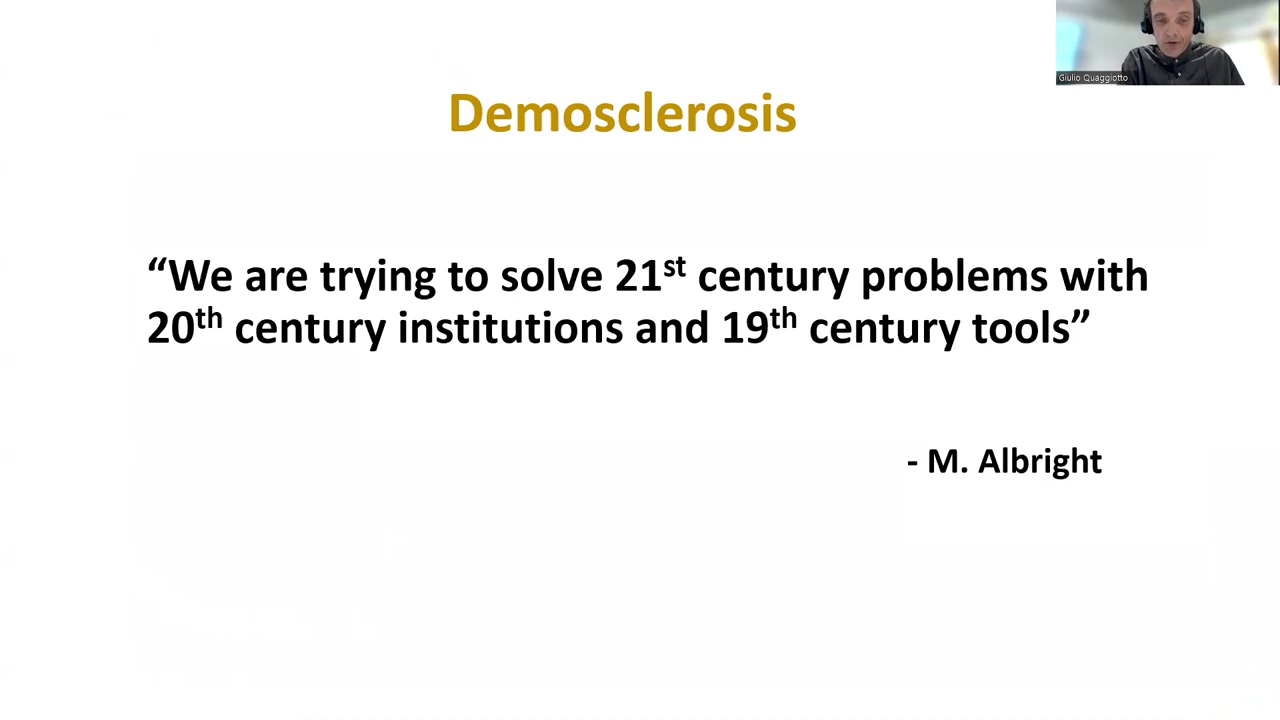 Giulio Quaggiotto
Demosclerosis
“We are trying to solve 21st century problems with
20th century institutions and 19th century tools”
- M. Albright